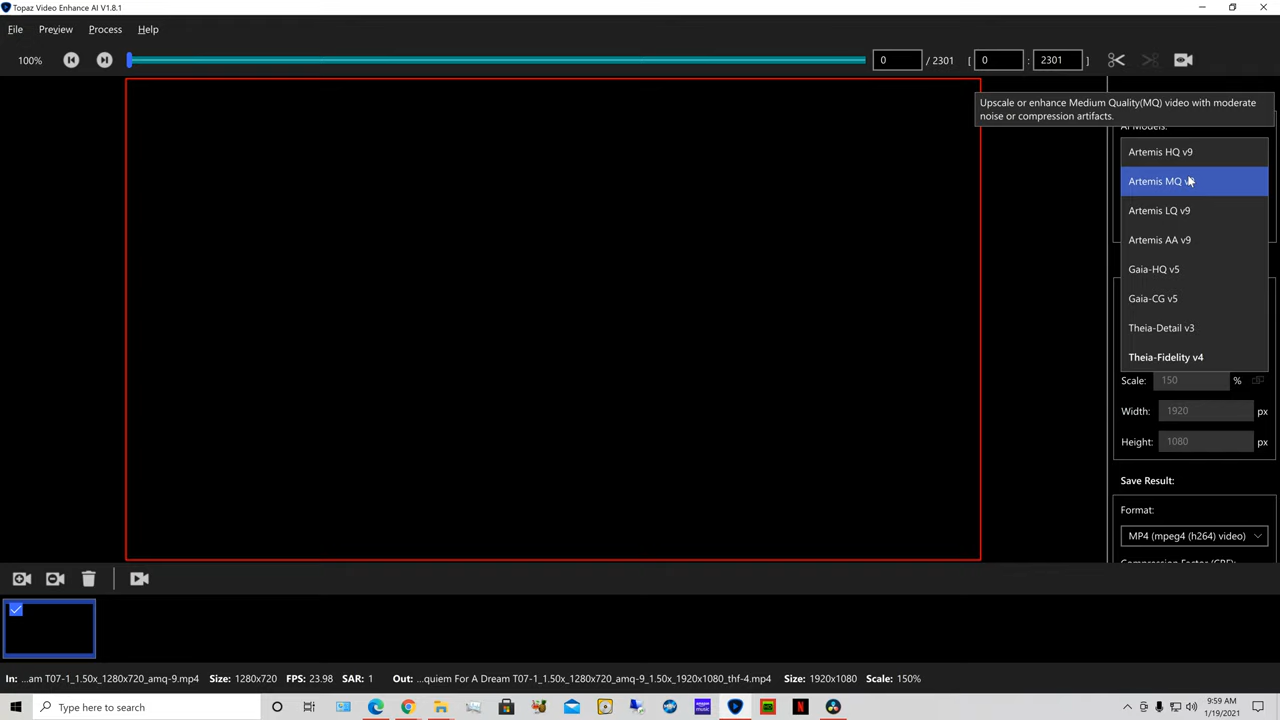 Topaz Video Enhance AI V1.8.1
File Preview Process Help
100% 0 / 2301 [ 0 : 2301 ]
Upscale or enhance Medium Quality(MQ) video with moderate
noise or compression artifacts.
AI Models:
Artemis HQ v9
Artemis MQ
Artemis LQ v9
Artemis AA v9
Gaia-HQ v5
Gaia-CG v5
Theia-Detail v3
Theia-Fidelity v4
Scale: 150 %
Width: 1920 px
Height: 1080 px
Save Result:
Format:
MP4 (mpeg4 (h264) video)
Compression Factor (CRF):
In: ...am T07-1_1.50x_1280x720_amq-9.mp4 Size: 1280x720 FPS: 23.98 SAR: 1 Out: ...quiem For A Dream T07-1_1.50x_1280x720_amq-9_1.50x_1920x1080_thf-4.mp4 Size: 1920x1080 Scale: 150%
Type here to search
amazon music
N
9:59 AM
1/19/2021